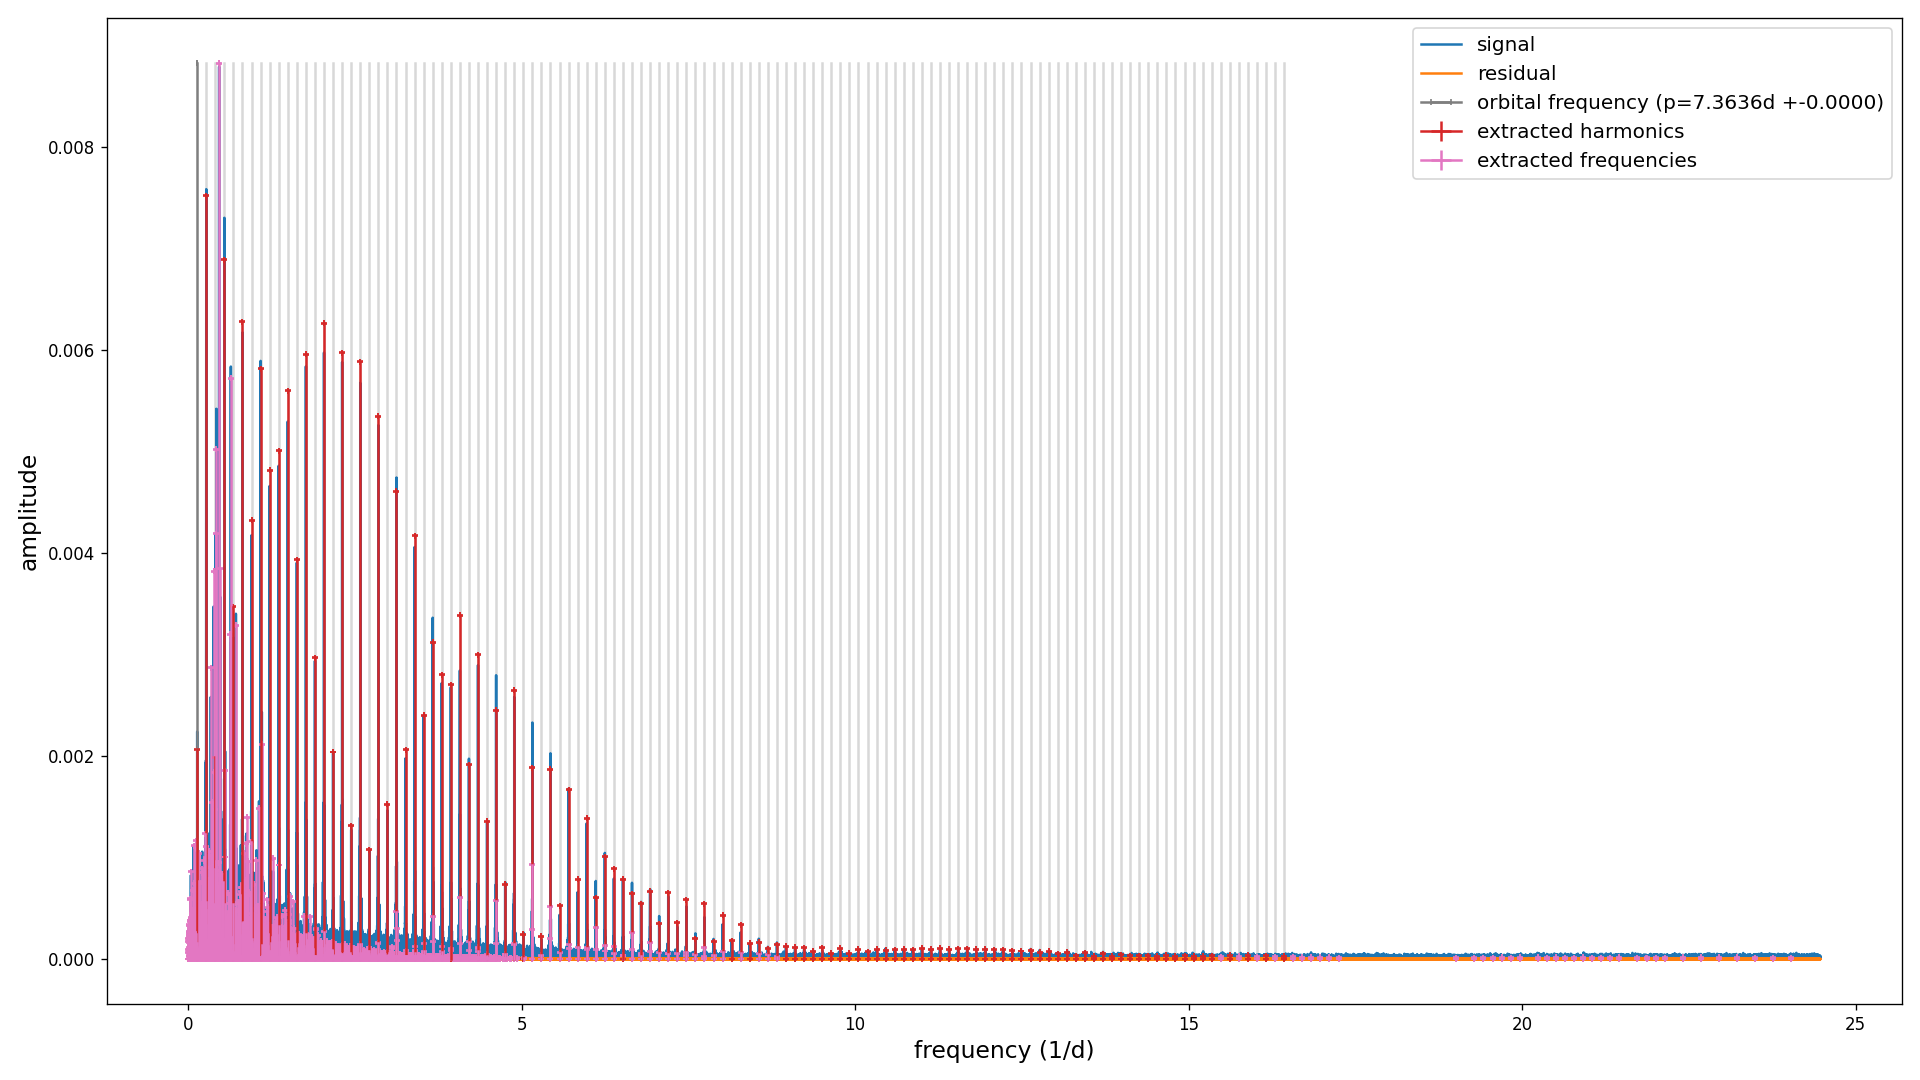 signal
residual
orbital frequency (p=7.3636d +-0.0000)
extracted harmonics
extracted frequencies
0.008
0.006
0.004
0.002
0.000
amplitude
0 5 10 15 20 25
frequency (1/d)